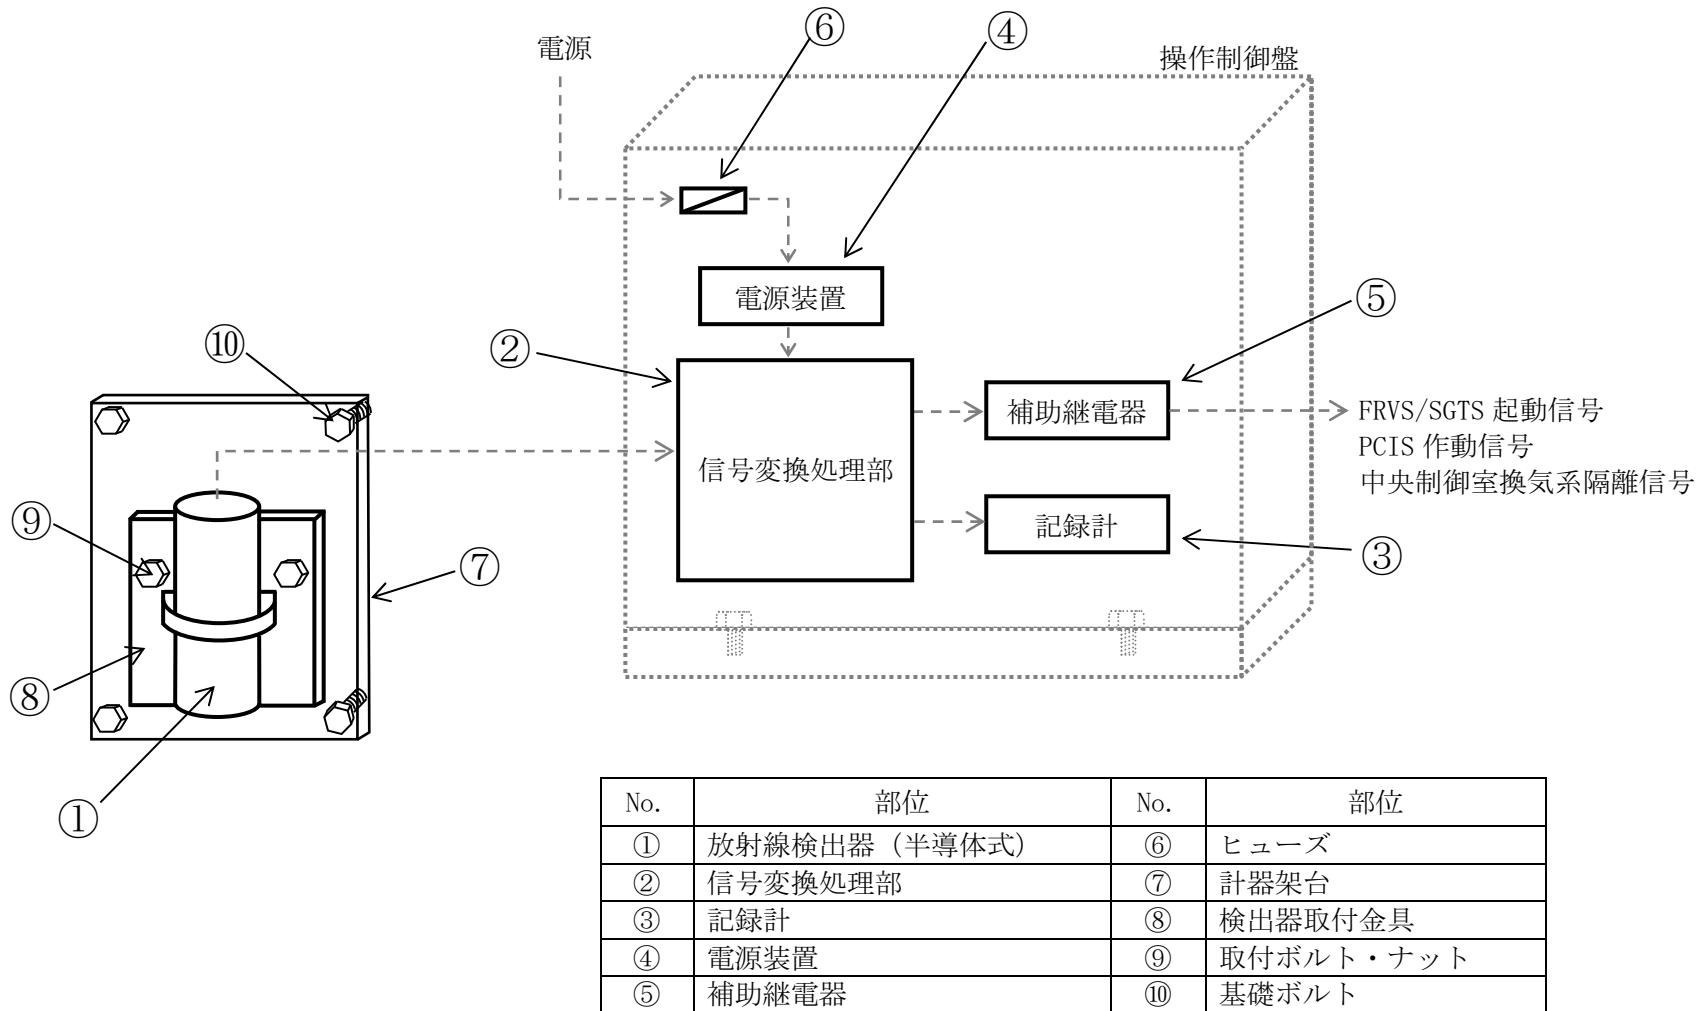 ⑥
④
電源
操作制御盤
電源装置
⑤
⑩
②
補助継電器
FRVS/SGTS 起動信号
PCIS 作動信号
中央制御室換気系隔離信号
信号変換処理部
⑨
記録計
③
⑦
⑧
①
No. 部位 No. 部位
① 放射線検出器（半導体式） ⑥ ヒューズ
② 信号変換処理部 ⑦ 計器架台
③ 記録計 ⑧ 検出器取付金具
④ 電源装置 ⑨ 取付ボルト・ナット
⑤ 補助継電器 ⑩ 基礎ボルト